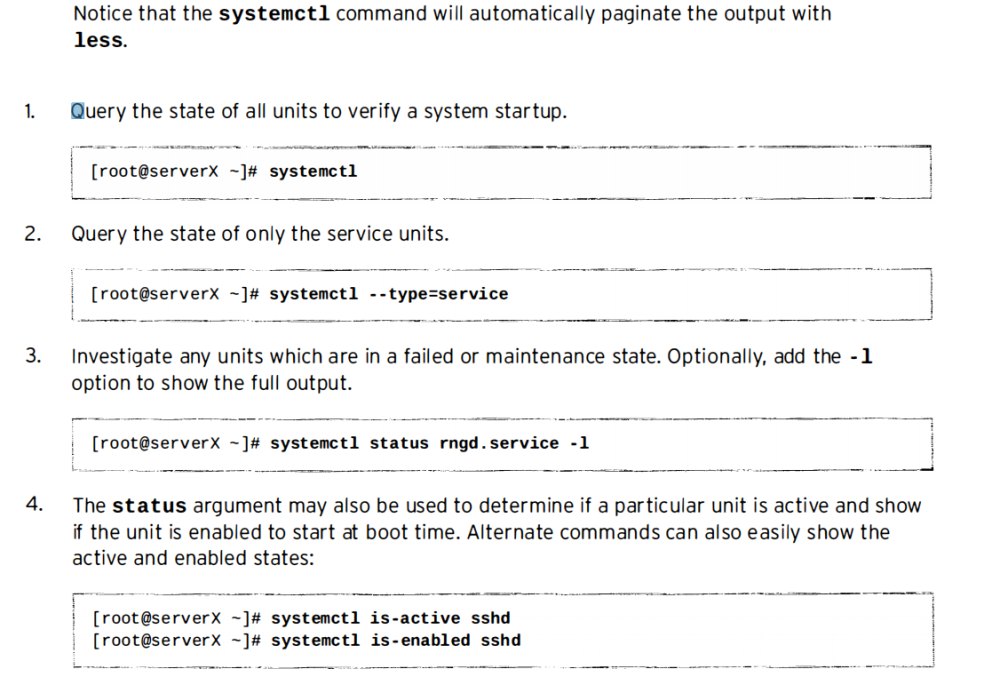 Notice that the systemctl command will automatically paginate the output with
less.
1. Query the state of all units to verify a system startup.
[root@serverX ~]# systemctl
2. Query the state of only the service units.
[root@serverX ~]# systemctl --type=service
3. Investigate any units which are in a failed or maintenance state. Optionally, add the -l
option to show the full output.
[root@serverX ~]# systemctl status rngd.service -l
4. The status argument may also be used to determine if a particular unit is active and show
if the unit is enabled to start at boot time. Alternate commands can also easily show the
active and enabled states:
[root@serverX ~]# systemctl is-active sshd
[root@serverX ~]# systemctl is-enabled sshd